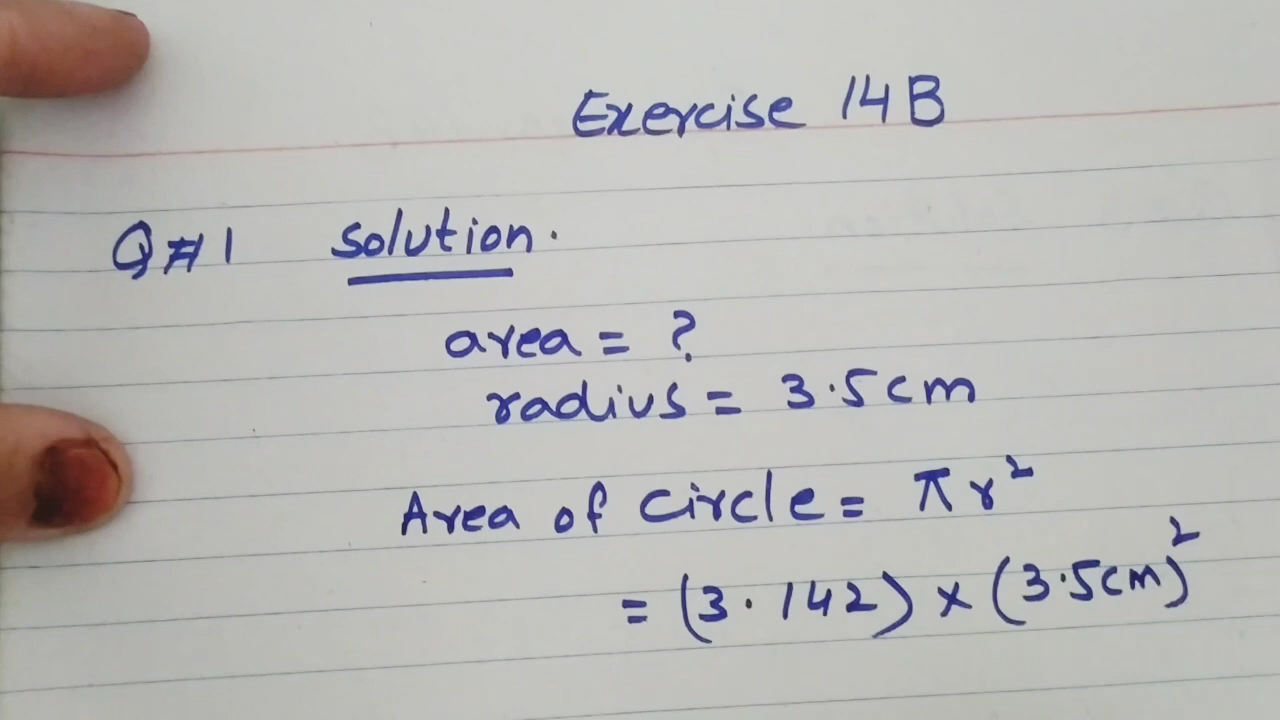 Exercise 14B
Q#1 Solution.
area = ?
radius = 3.5cm
Area of Circle = πr²
= (3.142) × (3.5cm)²